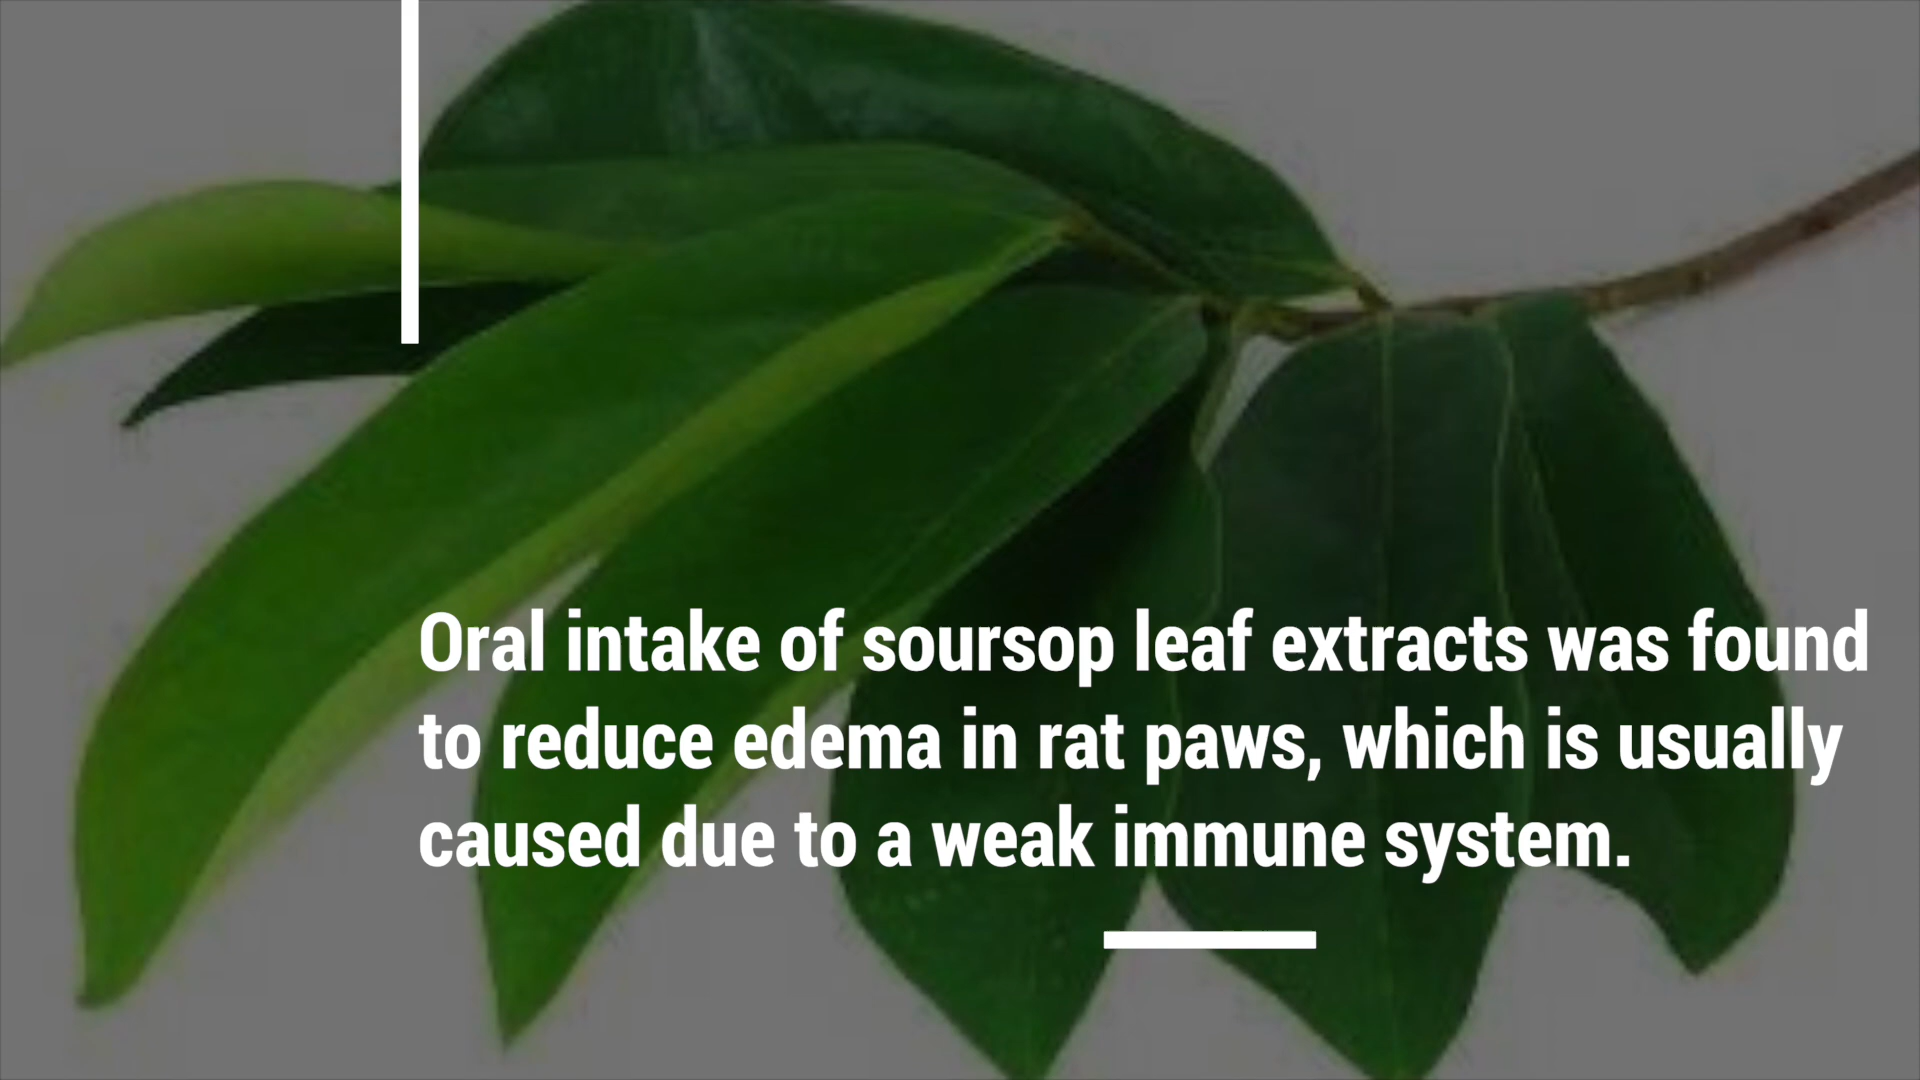 Oral intake of soursop leaf extracts was found
to reduce edema in rat paws, which is usually
caused due to a weak immune system.